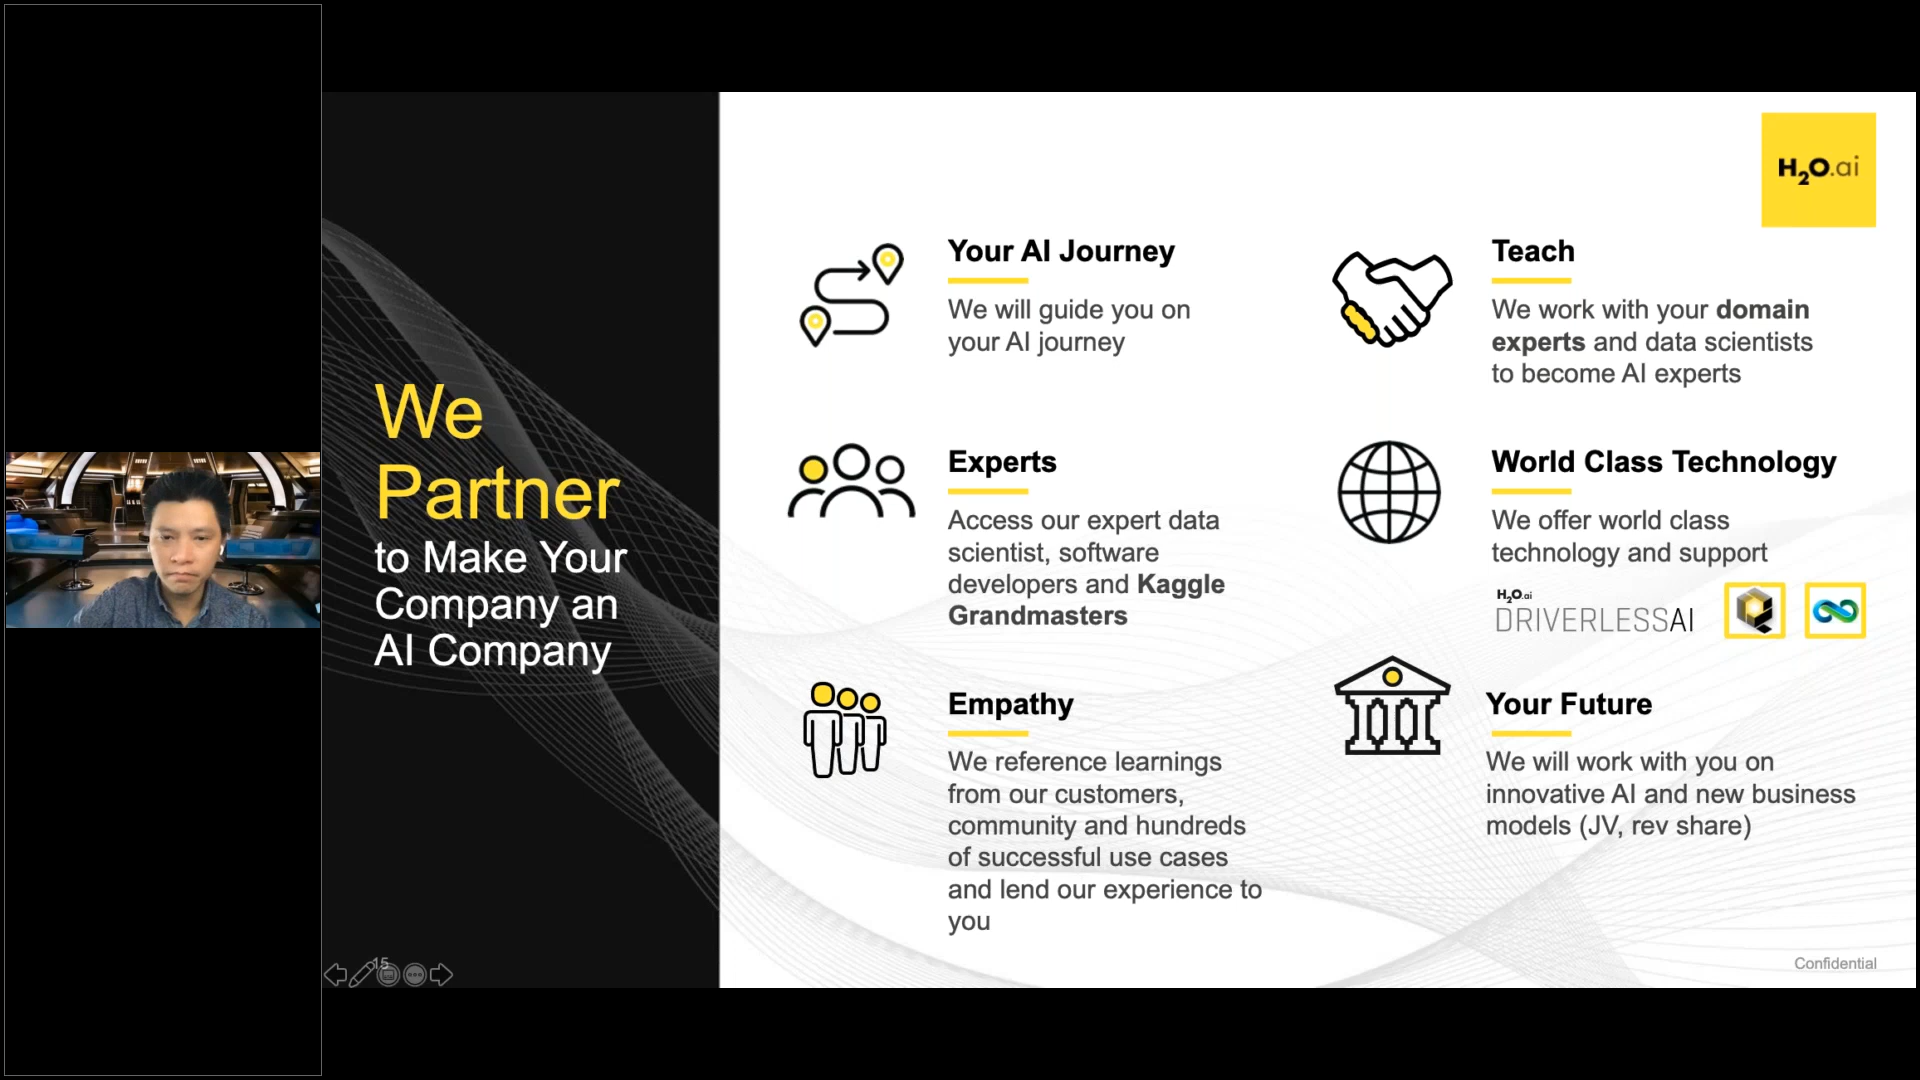 We
Partner
to Make Your
Company an
AI Company
15
H2O.ai
Your AI Journey
We will guide you on
your AI journey
Teach
We work with your domain
experts and data scientists
to become AI experts
Experts
Access our expert data
scientist, software
developers and Kaggle
Grandmasters
World Class Technology
We offer world class
technology and support
H2O.ai
DRIVERLESSAI
Empathy
We reference learnings
from our customers,
community and hundreds
of successful use cases
and lend our experience to
you
Your Future
We will work with you on
innovative AI and new business
models (JV, rev share)
Confidential